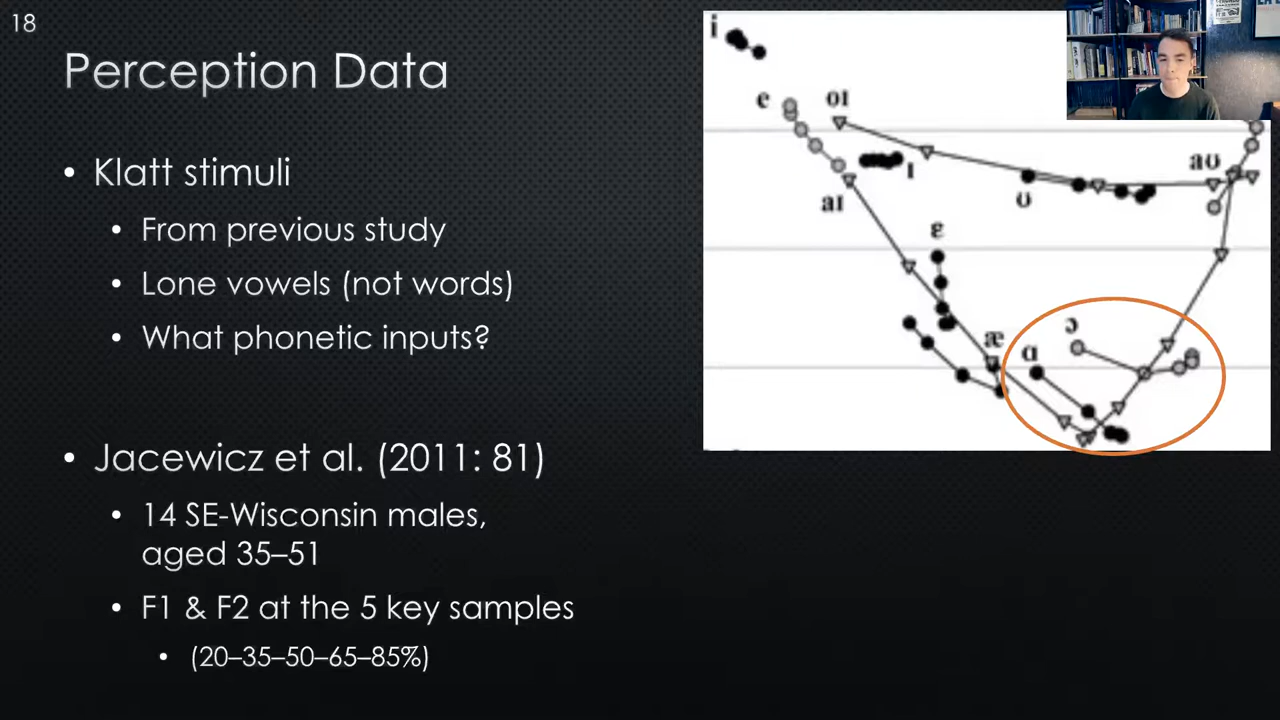 18
Perception Data
• Klatt stimuli
• From previous study
• Lone vowels (not words)
• What phonetic inputs?
• Jacewicz et al. (2011: 81)
• 14 SE-Wisconsin males,
aged 35–51
• F1 & F2 at the 5 key samples
• (20–35–50–65–85%)
i
e
oɪ
ɪ
aɪ
ʊ
aʊ
ɛ
æ
ɑ
ɔ